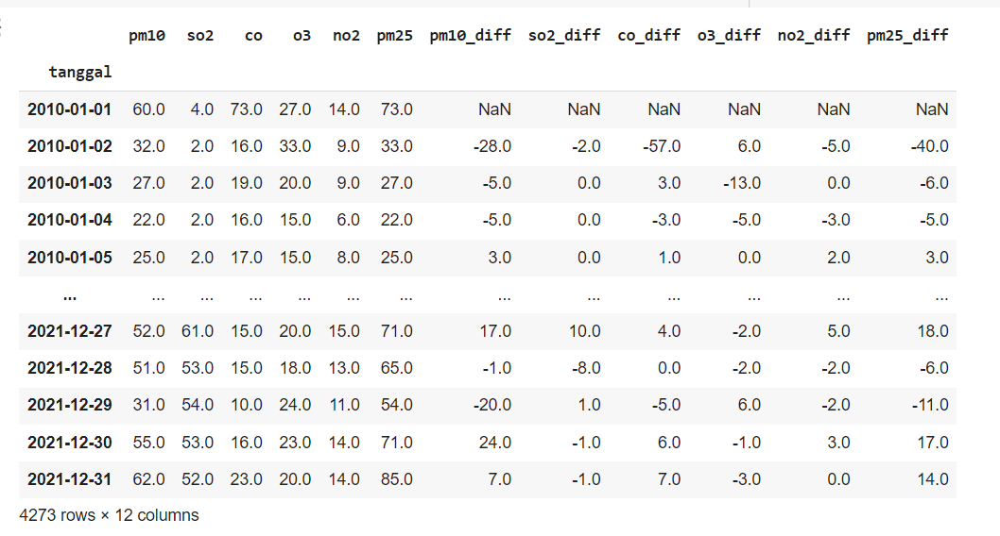 pm10 so2 co o3 no2 pm25 pm10_diff so2_diff co_diff o3_diff no2_diff pm25_diff
tanggal
2010-01-01 60.0 4.0 73.0 27.0 14.0 73.0 NaN NaN NaN NaN NaN NaN
2010-01-02 32.0 2.0 16.0 33.0 9.0 33.0 -28.0 -2.0 -57.0 6.0 -5.0 -40.0
2010-01-03 27.0 2.0 19.0 20.0 9.0 27.0 -5.0 0.0 3.0 -13.0 0.0 -6.0
2010-01-04 22.0 2.0 16.0 15.0 6.0 22.0 -5.0 0.0 -3.0 -5.0 -3.0 -5.0
2010-01-05 25.0 2.0 17.0 15.0 8.0 25.0 3.0 0.0 1.0 0.0 2.0 3.0
... ... ... ... ... ... ... ... ... ... ... ... ...
2021-12-27 52.0 61.0 15.0 20.0 15.0 71.0 17.0 10.0 4.0 -2.0 5.0 18.0
2021-12-28 51.0 53.0 15.0 18.0 13.0 65.0 -1.0 -8.0 0.0 -2.0 -2.0 -6.0
2021-12-29 31.0 54.0 10.0 24.0 11.0 54.0 -20.0 1.0 -5.0 6.0 -2.0 -11.0
2021-12-30 55.0 53.0 16.0 23.0 14.0 71.0 24.0 -1.0 6.0 -1.0 3.0 17.0
2021-12-31 62.0 52.0 23.0 20.0 14.0 85.0 7.0 -1.0 7.0 -3.0 0.0 14.0
4273 rows × 12 columns